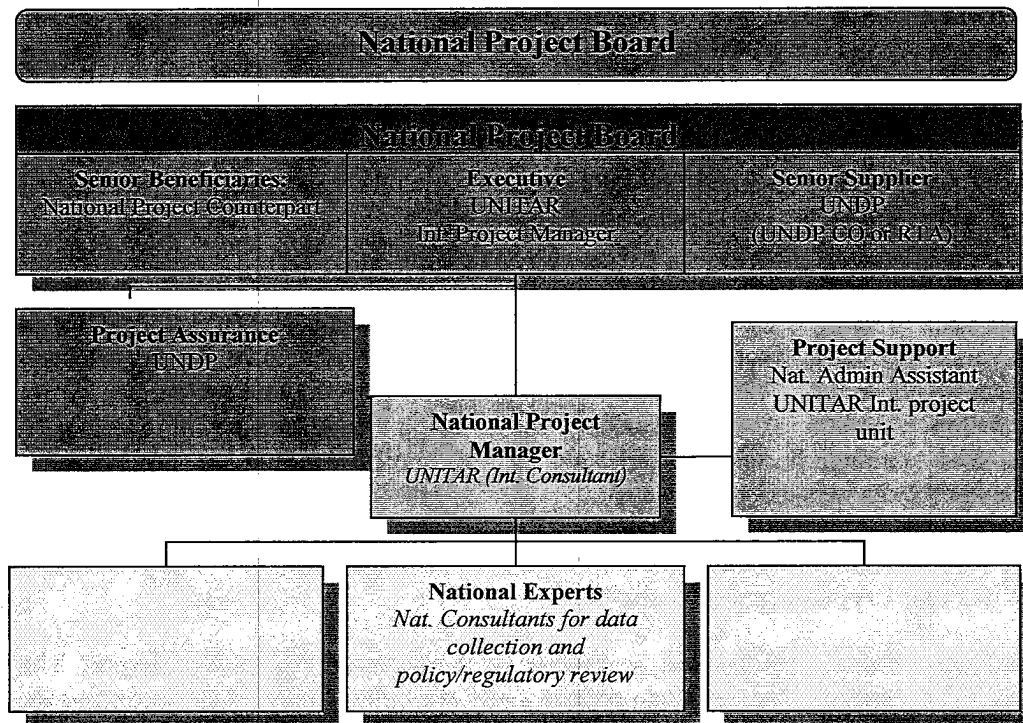 National Project Board
National Project Board
Senior Beneficiaries:
National Project Counterpart
Executive
UNITAR
Int. Project Manager
Senior Supplier
UNDP
(UNDP CO or RTA)
Project Assurance
UNDP
Project Support
Nat. Admin Assistant
UNITAR Int. project
unit
National Project
Manager
UNITAR (Int. Consultant)
National Experts
Nat. Consultants for data
collection and
policy/regulatory review